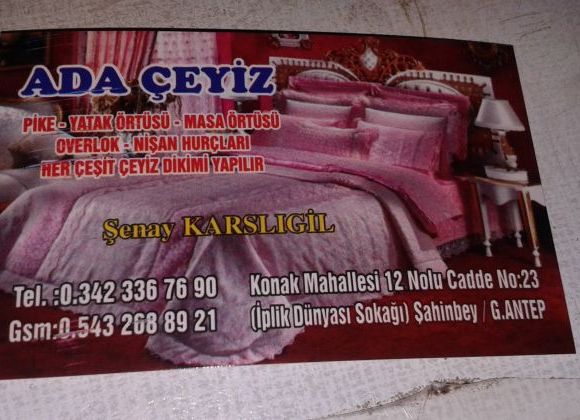 ADA ÇEYİZ
PİKE - YATAK ÖRTÜSÜ - MASA ÖRTÜSÜ
OVERLOK - NİŞAN HURÇLARI
HER ÇEŞİT ÇEYİZ DİKİMİ YAPILIR
Şenay KARSLIGİL
Tel. :0.342 336 76 90
Gsm:0.543 268 89 21
Konak Mahallesi 12 Nolu Cadde No:23
(İplik Dünyası Sokağı) Şahinbey / G.ANTEP